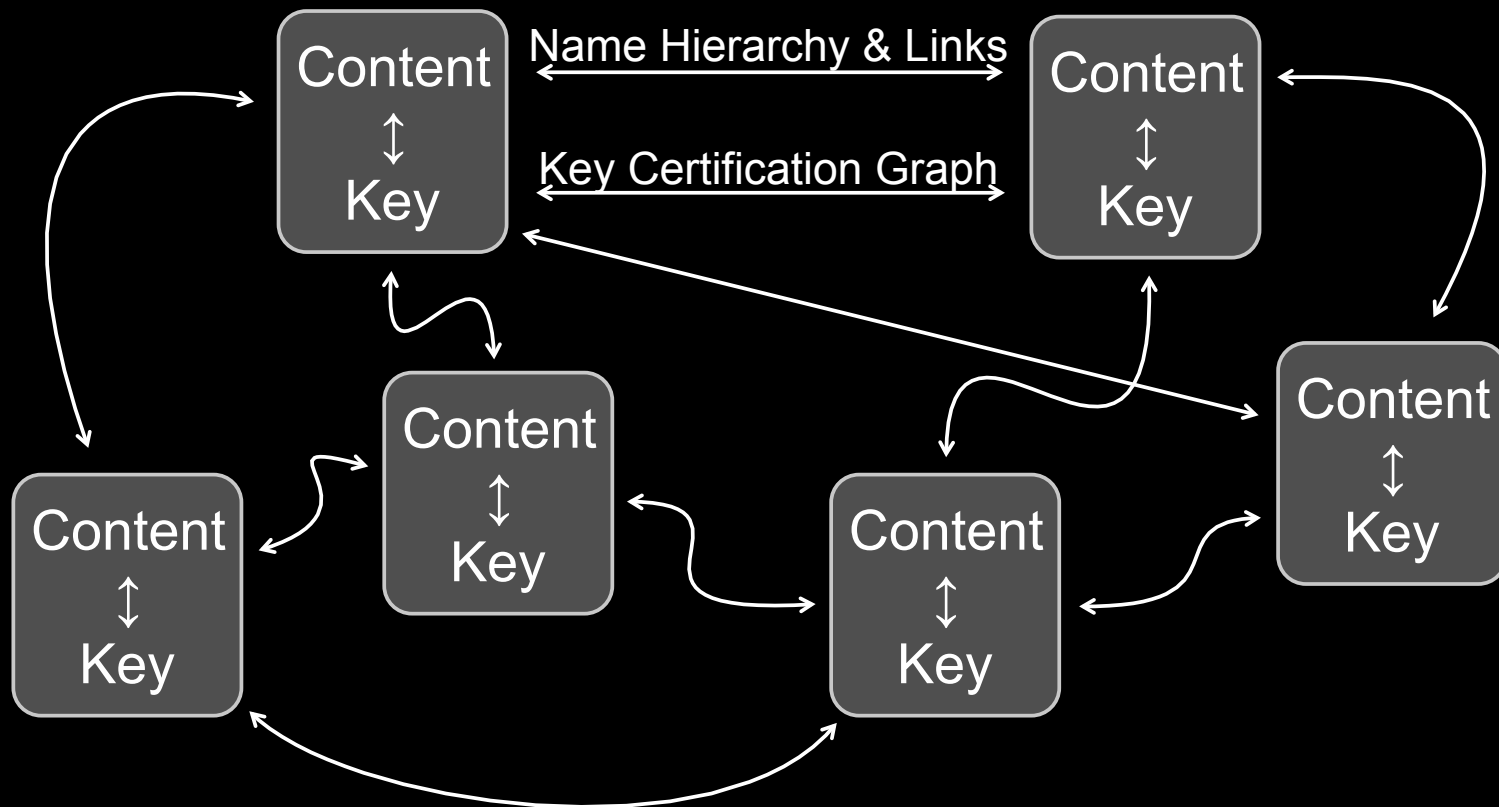 Content
↕
Key
Name Hierarchy & Links
Key Certification Graph
Content
↕
Key
Content
↕
Key
Content
↕
Key
Content
↕
Key
Content
↕
Key